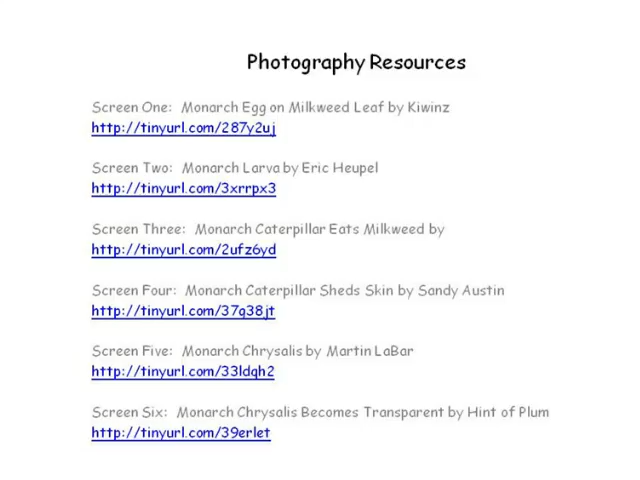 Photography Resources
Screen One: Monarch Egg on Milkweed Leaf by Kiwinz
http://tinyurl.com/287y2uj
Screen Two: Monarch Larva by Eric Heupel
http://tinyurl.com/3xrrpx3
Screen Three: Monarch Caterpillar Eats Milkweed by
http://tinyurl.com/2ufz6yd
Screen Four: Monarch Caterpillar Sheds Skin by Sandy Austin
http://tinyurl.com/37q38jt
Screen Five: Monarch Chrysalis by Martin LaBar
http://tinyurl.com/33ldqh2
Screen Six: Monarch Chrysalis Becomes Transparent by Hint of Plum
http://tinyurl.com/39erlet